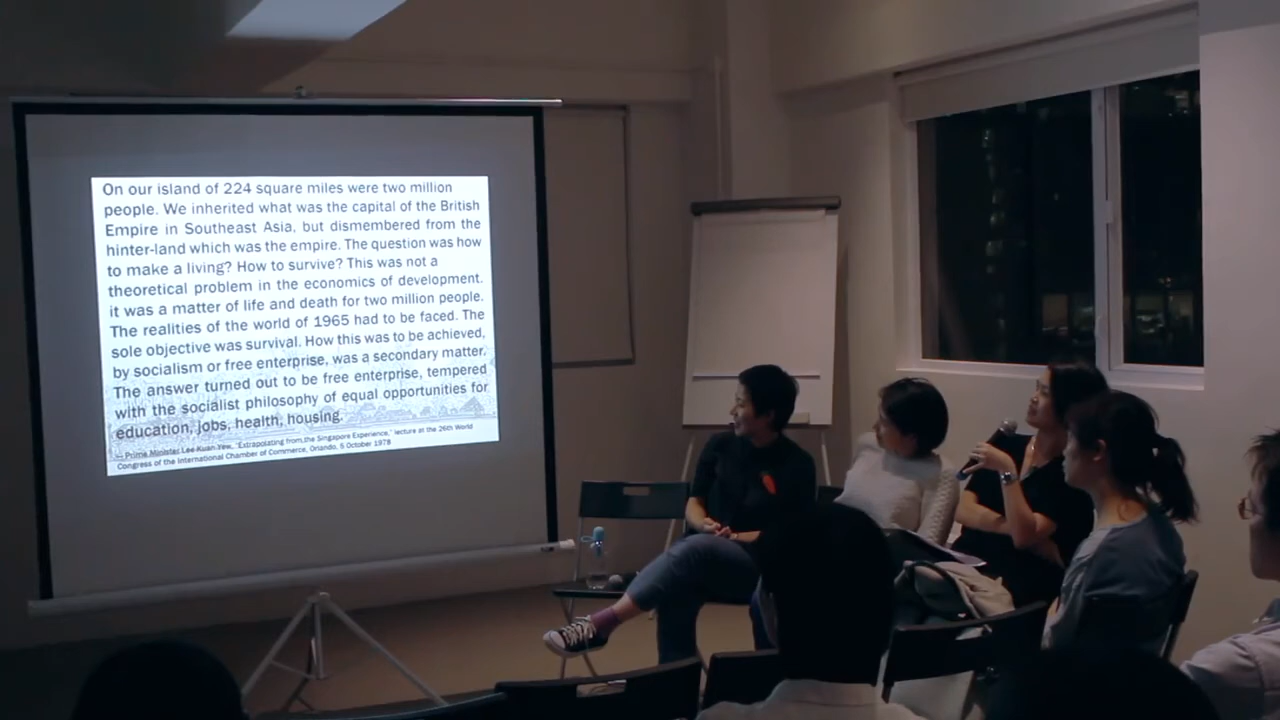 On our island of 224 square miles were two million
people. We inherited what was the capital of the British
Empire in Southeast Asia, but dismembered from the
hinter-land which was the empire. The question was how
to make a living? How to survive? This was not a
theoretical problem in the economics of development.
it was a matter of life and death for two million people.
The realities of the world of 1965 had to be faced. The
sole objective was survival. How this was to be achieved,
by socialism or free enterprise, was a secondary matter.
The answer turned out to be free enterprise, tempered
with the socialist philosophy of equal opportunities for
education, jobs, health, housing.
— Prime Minister Lee Kuan Yew, "Extrapolating from the Singapore Experience," lecture at the 26th World
Congress of the International Chamber of Commerce, Orlando, 5 October 1978